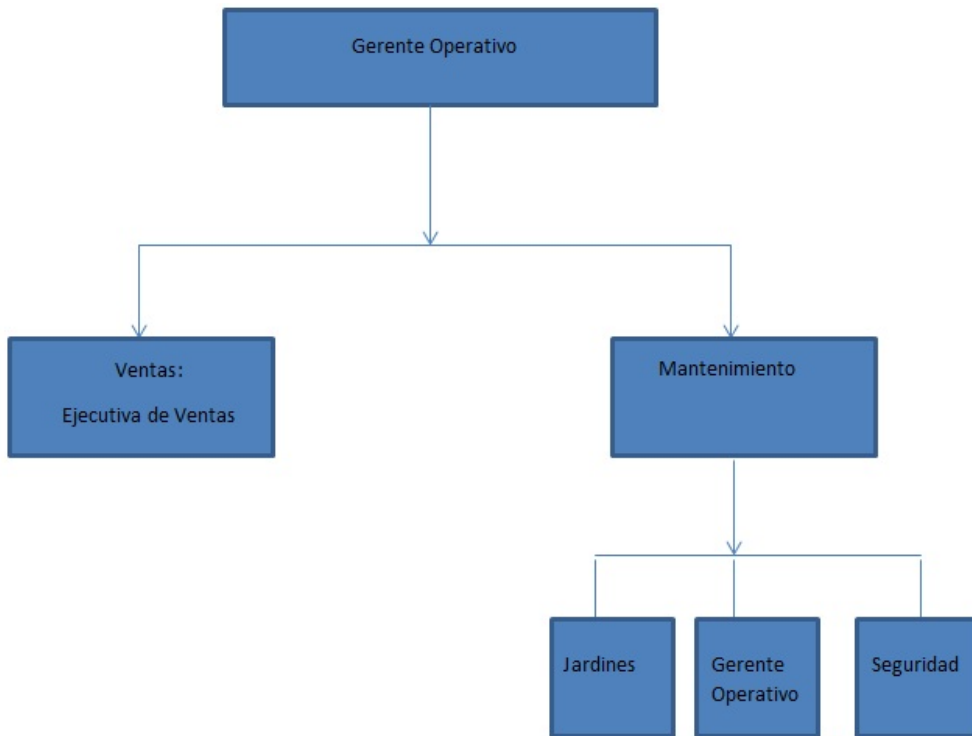 Gerente Operativo
Ventas:
Ejecutiva de Ventas
Mantenimiento
Jardines
Gerente
Operativo
Seguridad